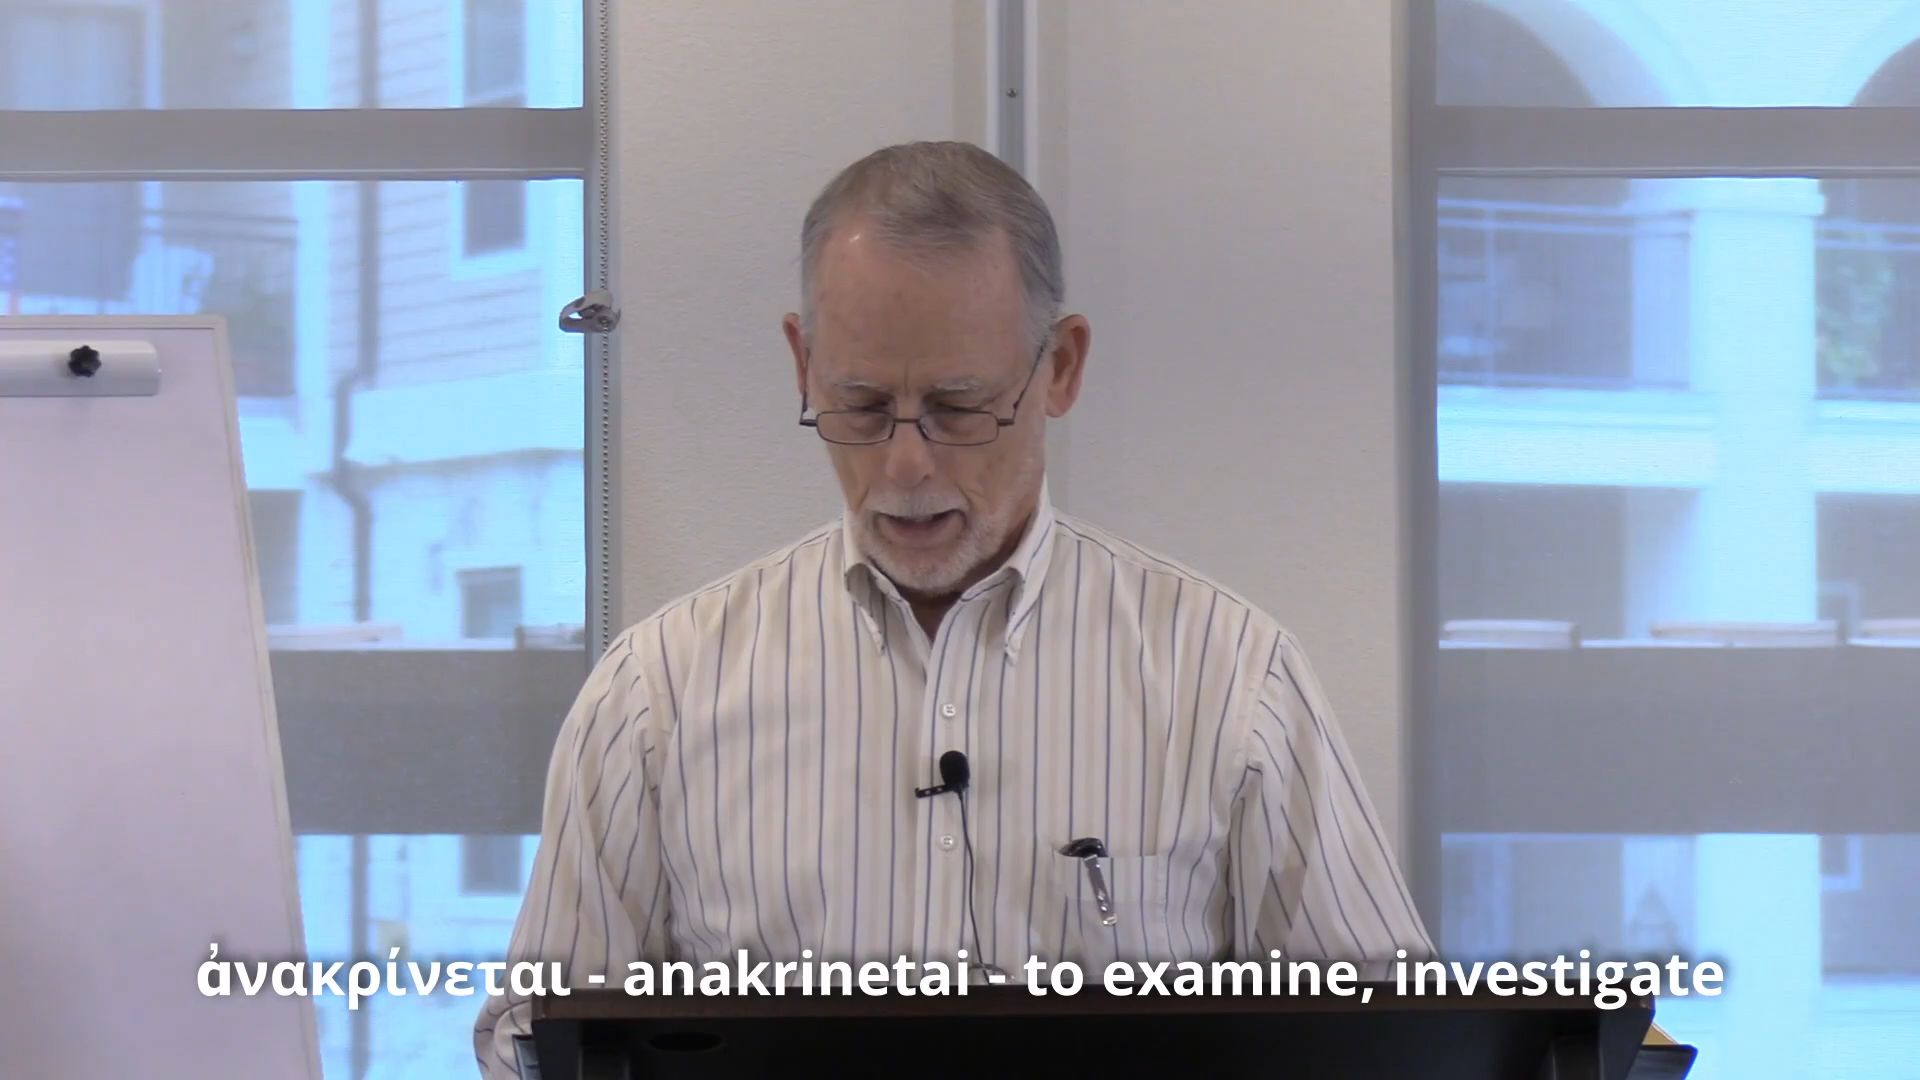 ἀνακρίνεται - anakrinetai - to examine, investigate